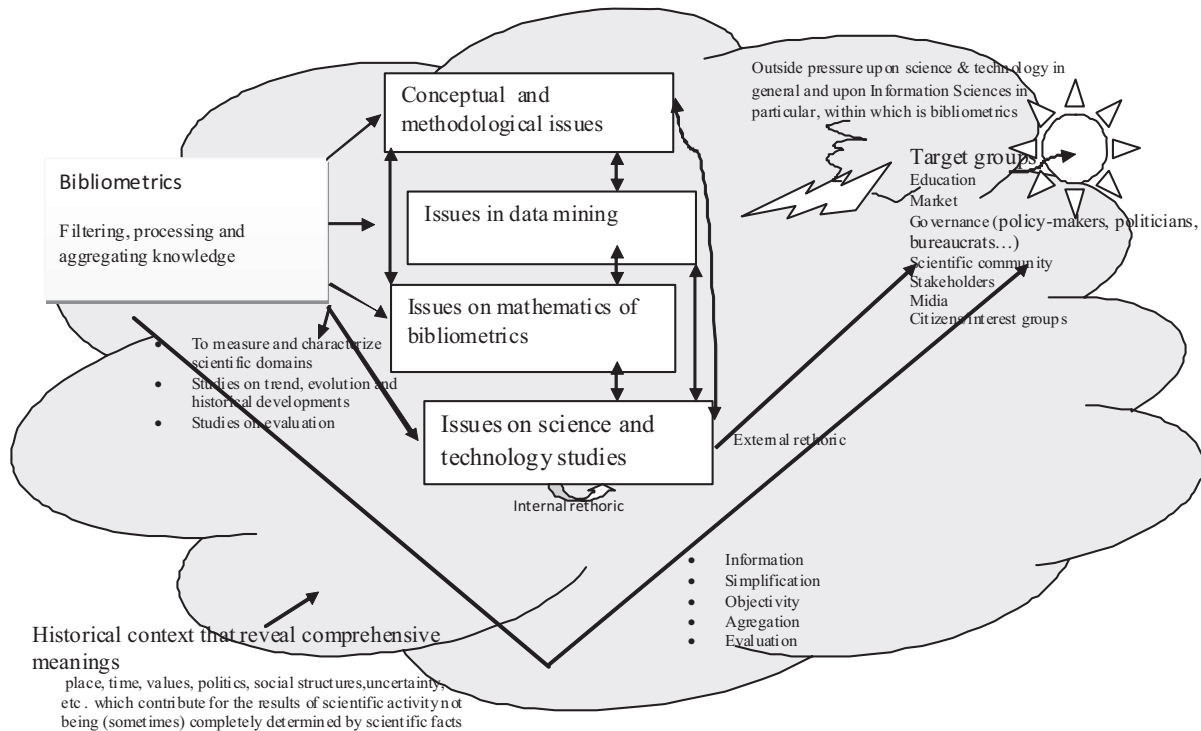 Outside pressure upon science & technology in
general and upon Information Sciences in
particular, within which is bibliometrics
Conceptual and
methodological issues
Target groups
Education
Market
Governance (policy-makers, politicians,
bureaucrats…)
Scientific community
Stakeholders
Midia
Citizens/interest groups
Bibliometrics
Filtering, processing and
aggregating knowledge
Issues in data mining
Issues on mathematics of
bibliometrics
• To measure and characterize
scientific domains
• Studies on trend, evolution and
historical developments
• Studies on evaluation
Issues on science and
technology studies
External rethoric
Internal rethoric
• Information
• Simplification
• Objectivity
• Agregation
• Evaluation
Historical context that reveal comprehensive
meanings
place, time, values, politics, social structures,uncertainty,
etc. which contribute for the results of scientific activity not
being (sometimes) completely determined by scientific facts